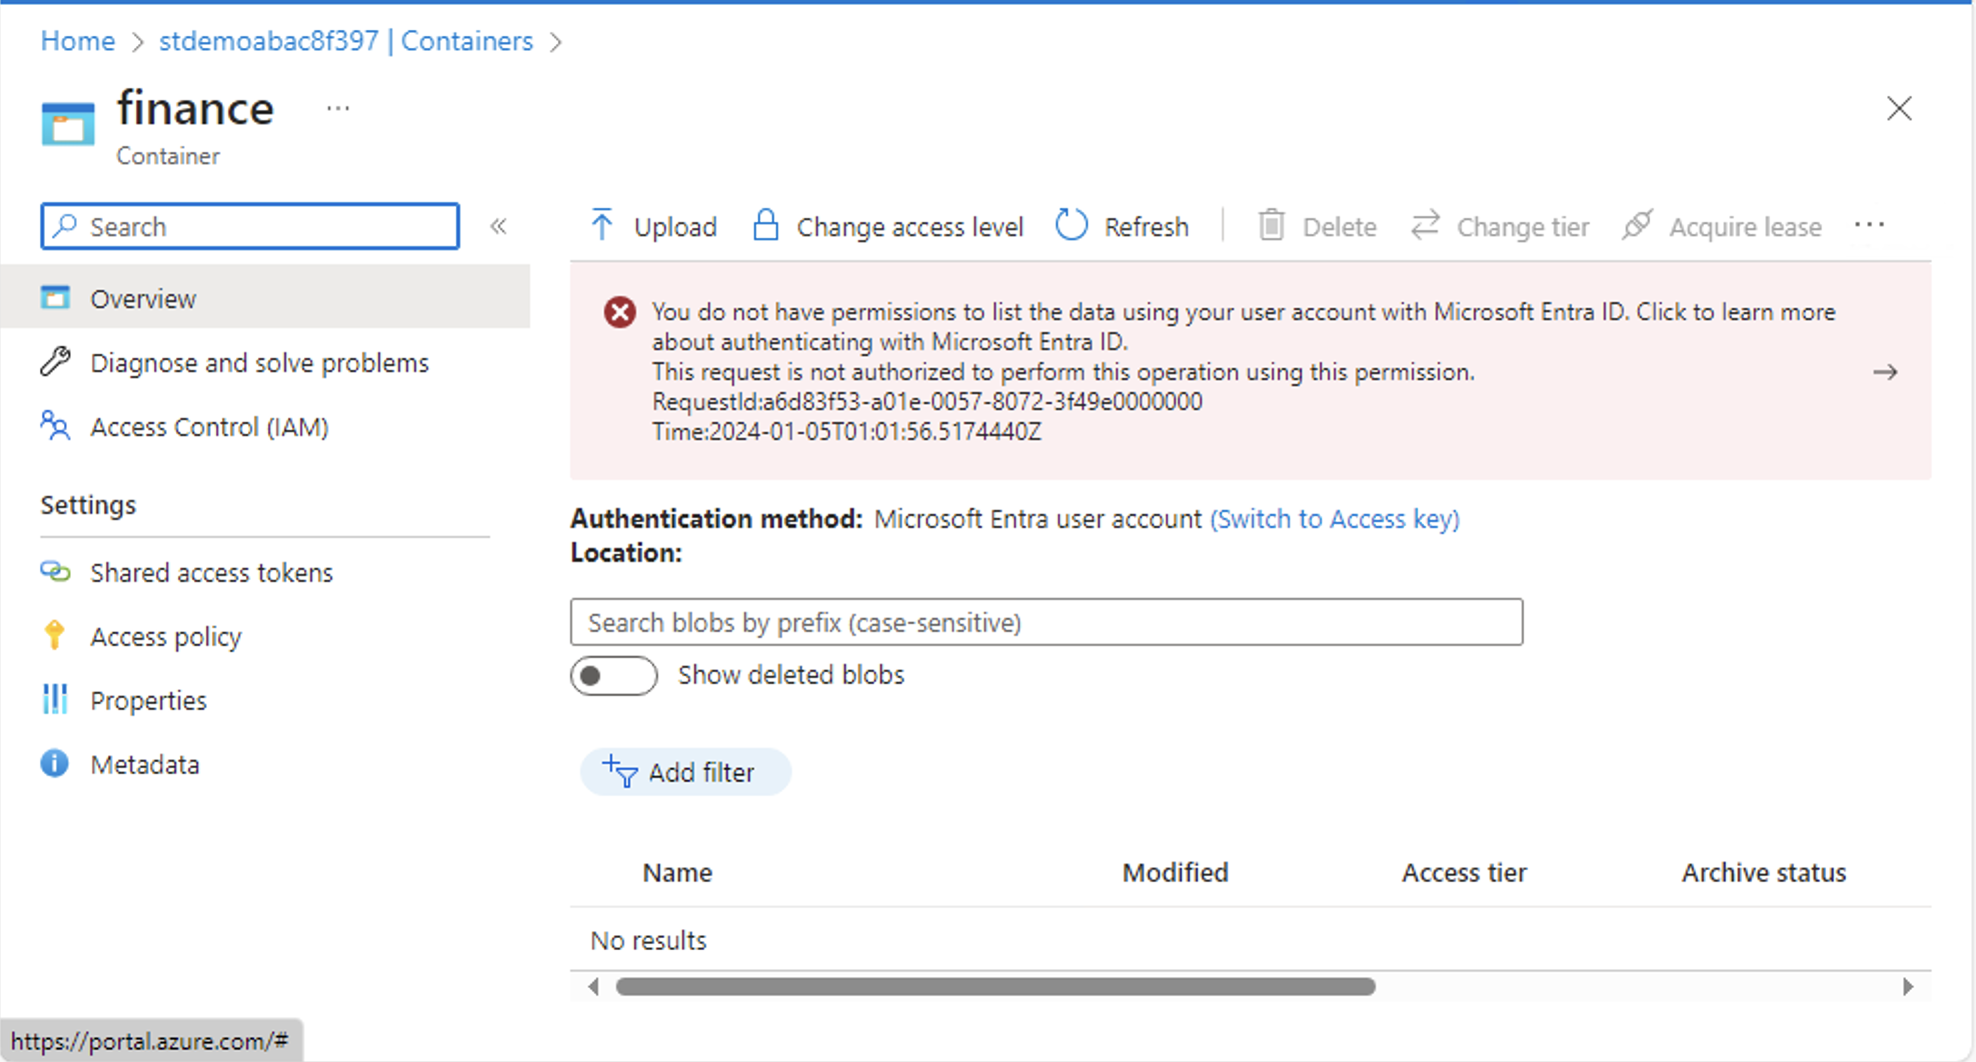 Home > stdemoabac8f397 | Containers >
finance ...
Container
Search «
Upload Change access level Refresh Delete Change tier Acquire lease ...
Overview
Diagnose and solve problems
Access Control (IAM)
Settings
Shared access tokens
Access policy
Properties
Metadata
You do not have permissions to list the data using your user account with Microsoft Entra ID. Click to learn more
about authenticating with Microsoft Entra ID.
This request is not authorized to perform this operation using this permission.
RequestId:a6d83f53-a01e-0057-8072-3f49e0000000
Time:2024-01-05T01:01:56.5174440Z
Authentication method: Microsoft Entra user account (Switch to Access key)
Location:
Search blobs by prefix (case-sensitive)
Show deleted blobs
Add filter
Name Modified Access tier Archive status
No results
https://portal.azure.com/#